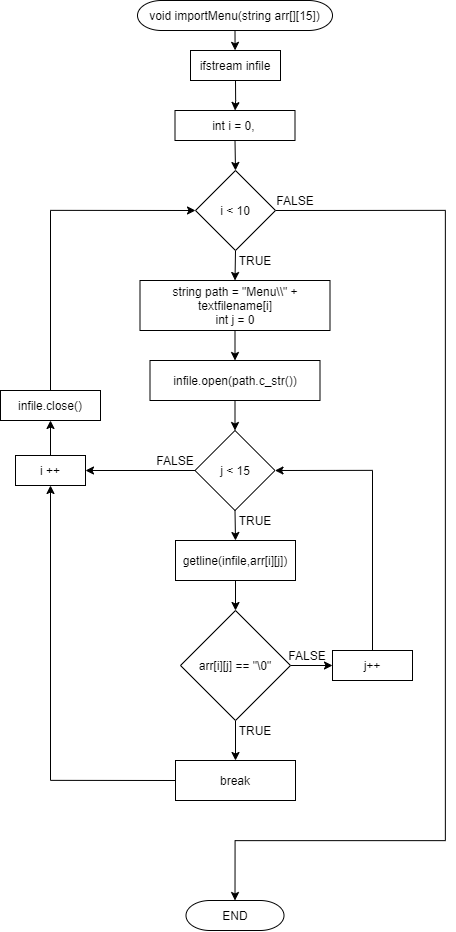 void importMenu(string arr[][15])
ifstream infile
int i = 0,
i < 10
FALSE
TRUE
string path = "Menu\\" +
textfilename[i]
int j = 0
infile.open(path.c_str())
infile.close()
i ++
FALSE
j < 15
TRUE
getline(infile,arr[i][j])
arr[i][j] == "\0"
FALSE
j++
TRUE
break
END